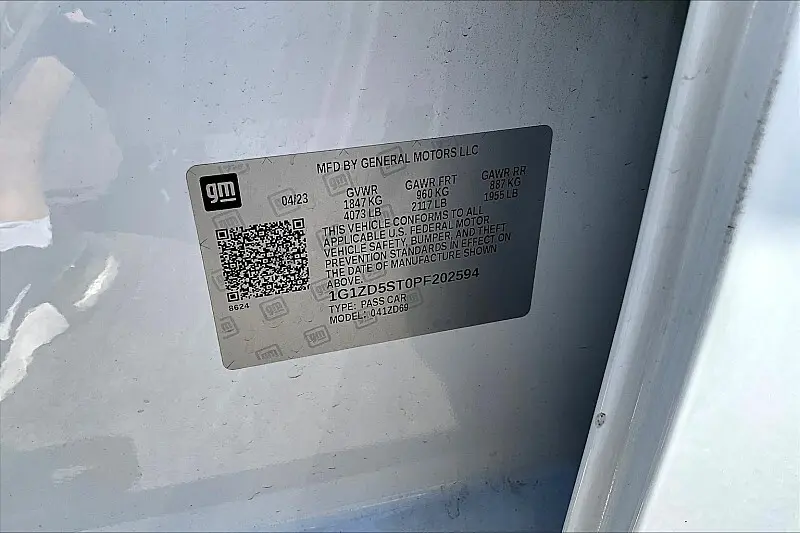 MFD BY GENERAL MOTORS LLC
gm
04/23
GVWR
1847 KG
4073 LB
GAWR FRT
960 KG
2117 LB
GAWR RR
887 KG
1955 LB
THIS VEHICLE CONFORMS TO ALL
APPLICABLE U.S. FEDERAL MOTOR
VEHICLE SAFETY, BUMPER, AND THEFT
PREVENTION STANDARDS IN EFFECT ON
DATE OF MANUFACTURE SHOWN
ABOVE.
8624
1G1ZD5ST0PF202594
TYPE: PASS CAR
MODEL: 041ZD69